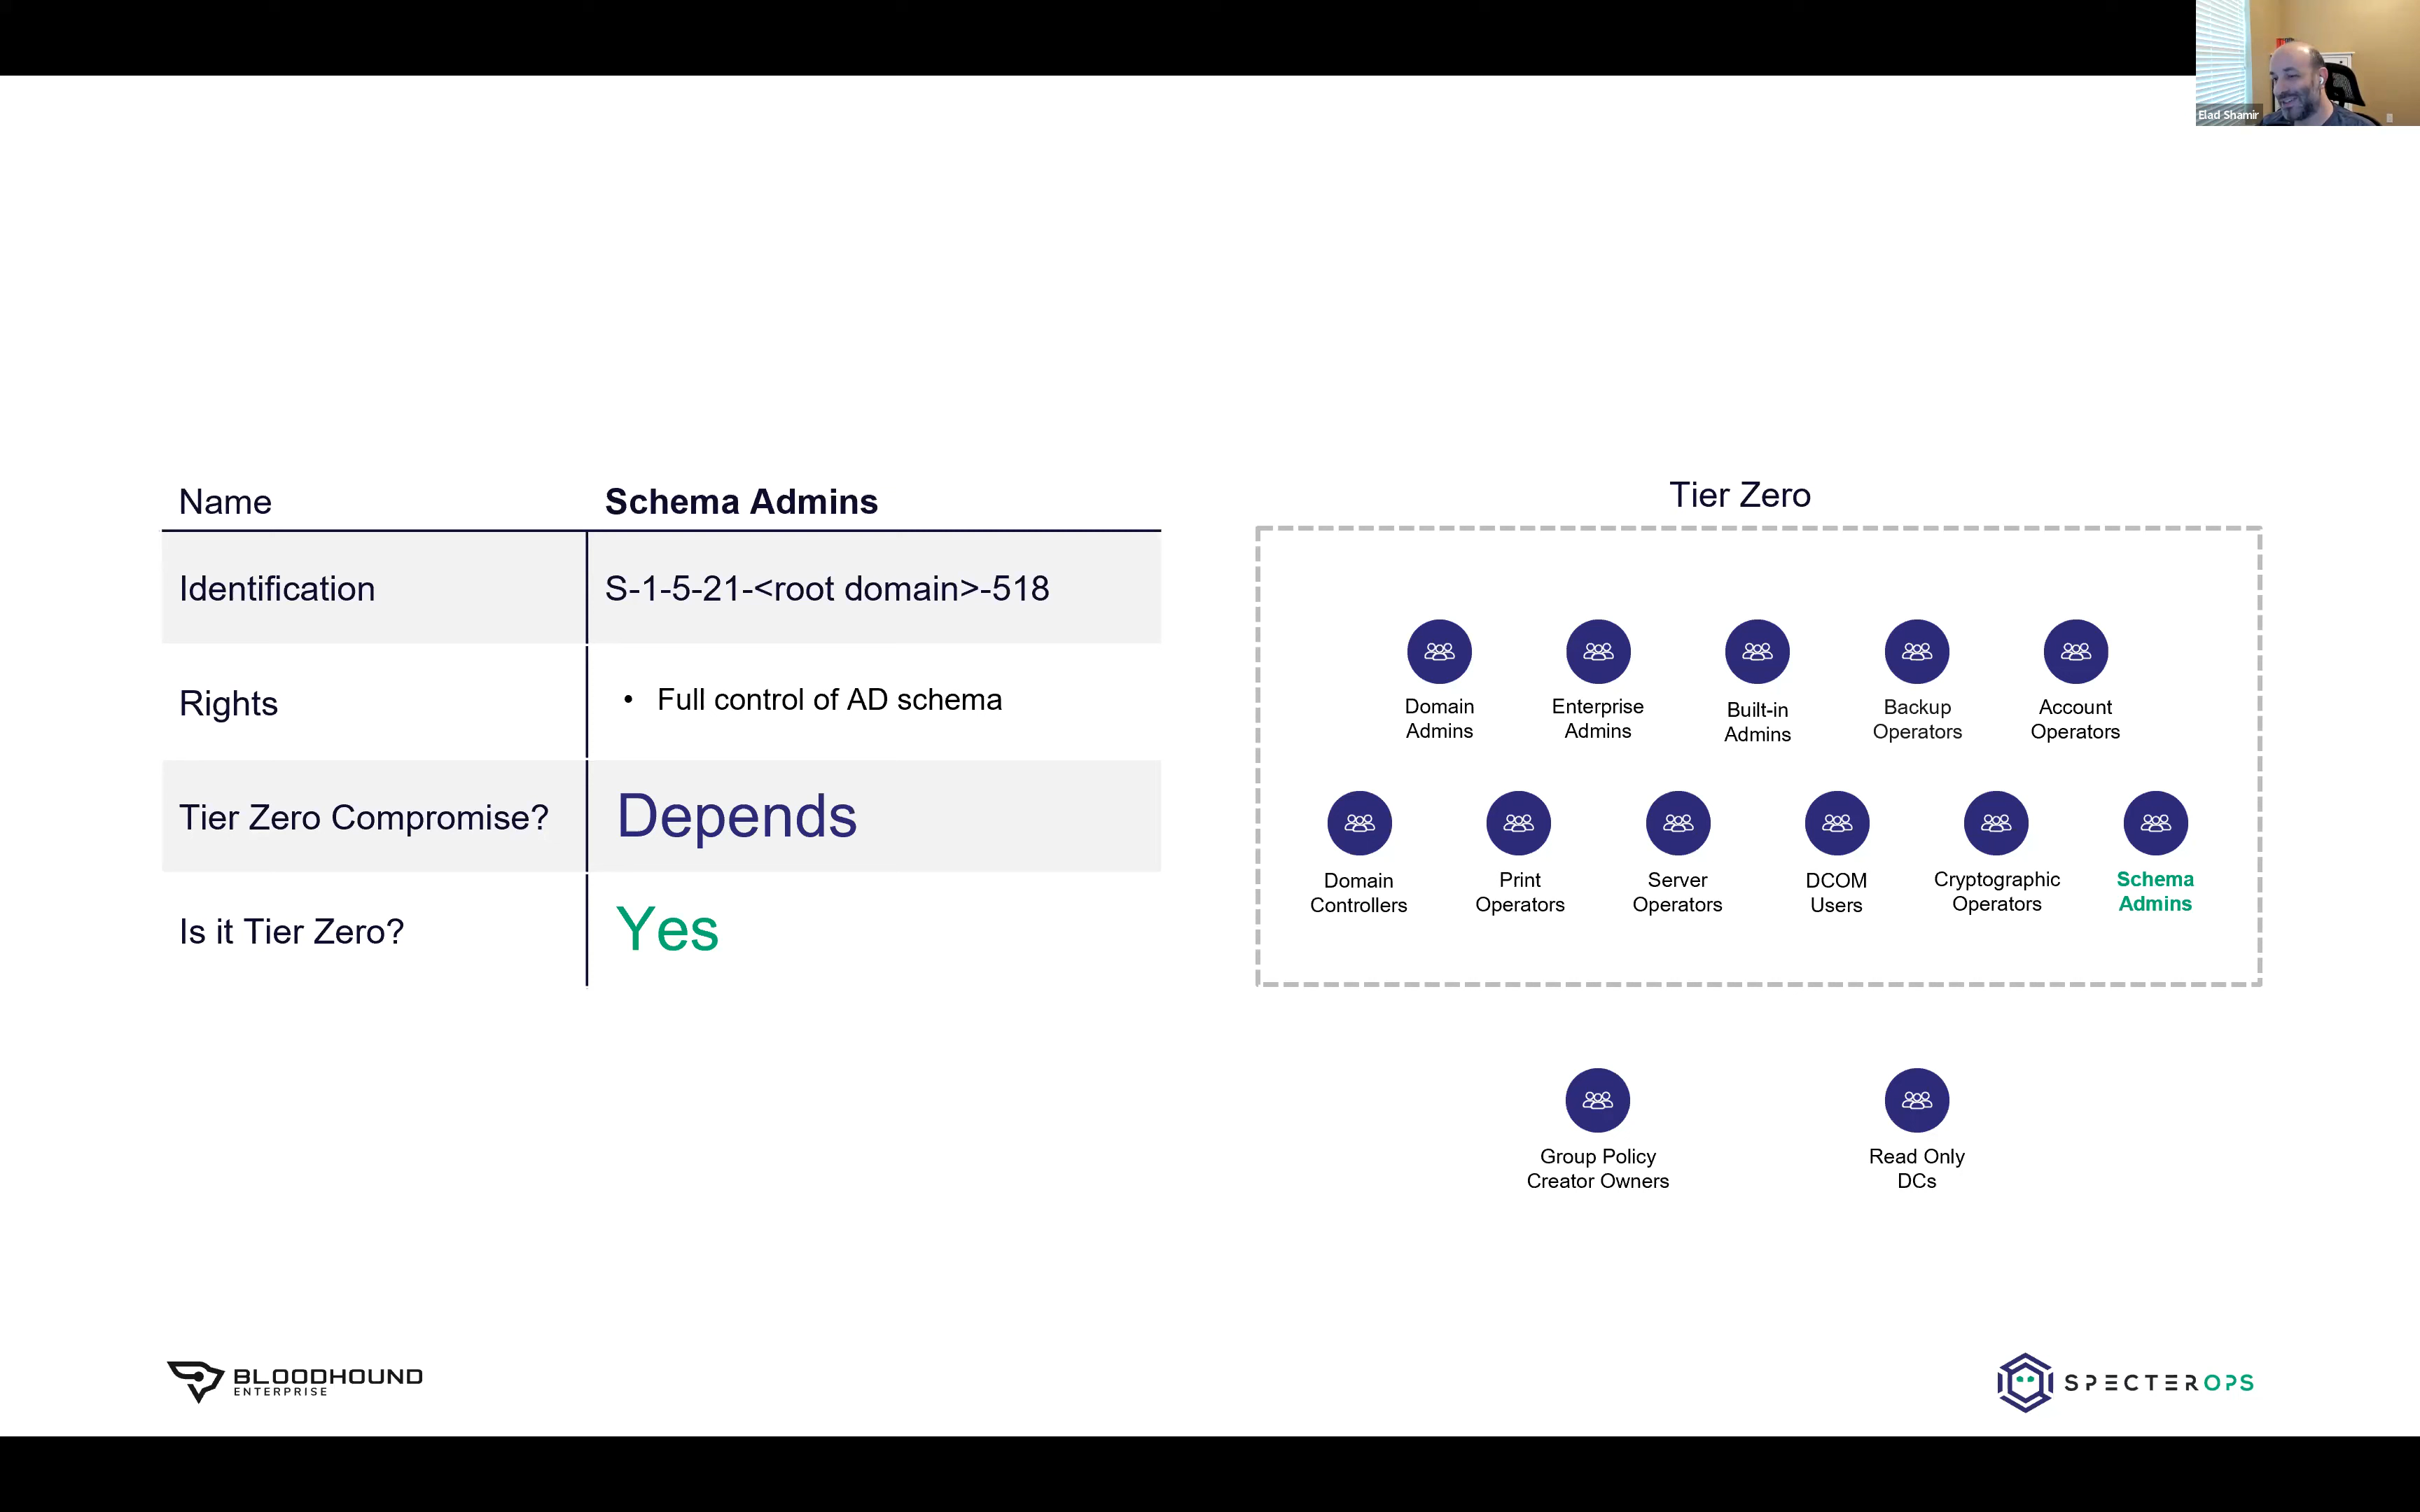 Elad Shamir
Name
Schema Admins
Identification
S-1-5-21-<root domain>-518
Rights
• Full control of AD schema
Tier Zero Compromise?
Depends
Is it Tier Zero?
Yes
Tier Zero
Domain
Admins
Enterprise
Admins
Built-in
Admins
Backup
Operators
Account
Operators
Domain
Controllers
Print
Operators
Server
Operators
DCOM
Users
Cryptographic
Operators
Schema
Admins
Group Policy
Creator Owners
Read Only
DCs
BLOODHOUND
ENTERPRISE
SPECTEROPS